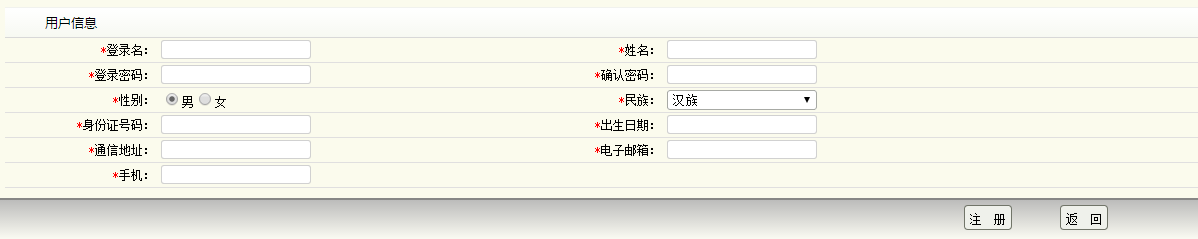 用户信息
*登录名： *姓名：
*登录密码： *确认密码：
*性别： 男 女 *民族： 汉族
*身份证号码： *出生日期：
*通信地址： *电子邮箱：
*手机：
注 册 返 回